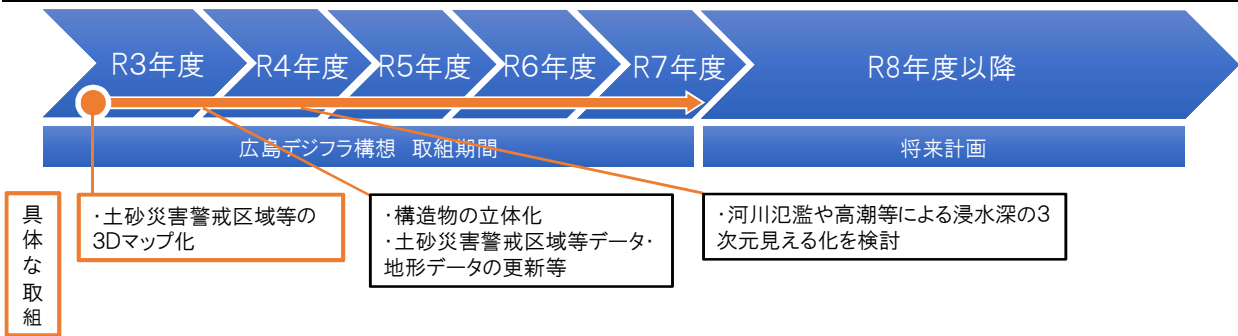 R3年度
R4年度
R5年度
R6年度
R7年度
R8年度以降
広島デジフラ構想 取組期間
将来計画
具体な取組
・土砂災害警戒区域等の
3Dマップ化
・構造物の立体化
・土砂災害警戒区域等データ・
地形データの更新等
・河川氾濫や高潮等による浸水深の3
次元見える化を検討